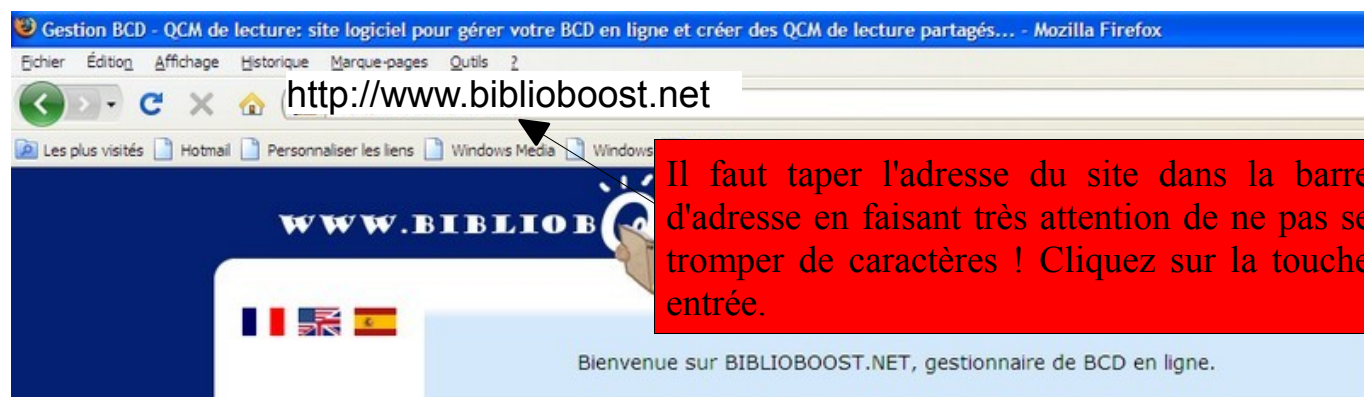 Gestion BCD - QCM de lecture: site logiciel pour gérer votre BCD en ligne et créer des QCM de lecture partagés... - Mozilla Firefox
Fichier Édition Affichage Historique Marque-pages Outils ?
http://www.biblioboost.net
Les plus visités Hotmail Personnaliser les liens Windows Media Windows
WWW.BIBLIOB
Il faut taper l'adresse du site dans la barre
d'adresse en faisant très attention de ne pas se
tromper de caractères ! Cliquez sur la touche
entrée.
Bienvenue sur BIBLIOBOOST.NET, gestionnaire de BCD en ligne.